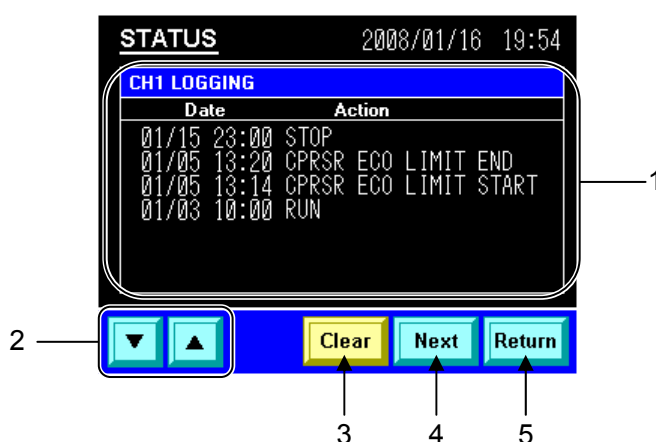 STATUS 2008/01/16 19:54
CH1 LOGGING
Date Action
01/15 23:00 STOP
01/05 13:20 CPRSR ECO LIMIT END
01/05 13:14 CPRSR ECO LIMIT START
01/03 10:00 RUN
1
2
▼ ▲ Clear Next Return
3 4 5